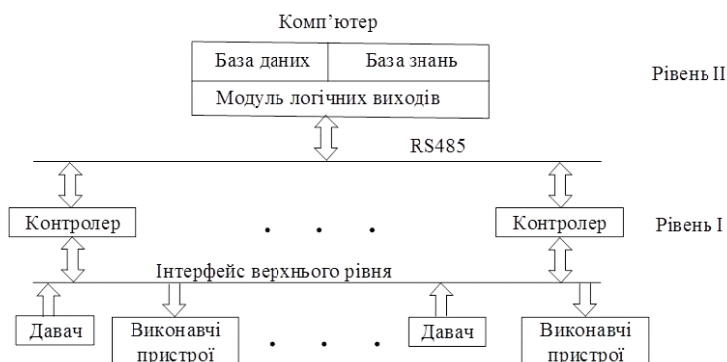 Комп’ютер
База даних
База знань
Рівень II
Модуль логічних виходів
RS485
Контролер
Контролер
Рівень I
Інтерфейс верхнього рівня
Давач
Виконавчі
пристрої
Давач
Виконавчі
пристрої